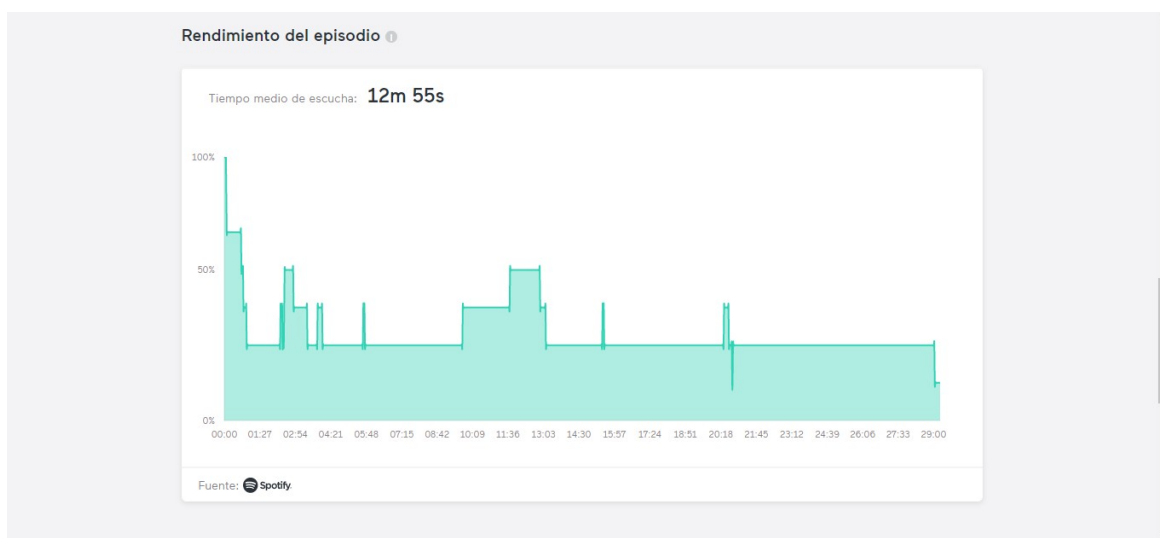 Rendimiento del episodio
Tiempo medio de escucha: 12m 55s
100%
50%
0%
00:00 01:27 02:54 04:21 05:48 07:15 08:42 10:09 11:36 13:03 14:30 15:57 17:24 18:51 20:18 21:45 23:12 24:39 26:06 27:33 29:00
Fuente: Spotify